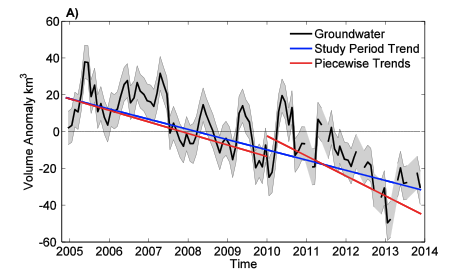 A)
Groundwater
Study Period Trend
Piecewise Trends
Volume Anomaly km³
60
40
20
0
-20
-40
-60
2005 2006 2007 2008 2009 2010 2011 2012 2013 2014
Time